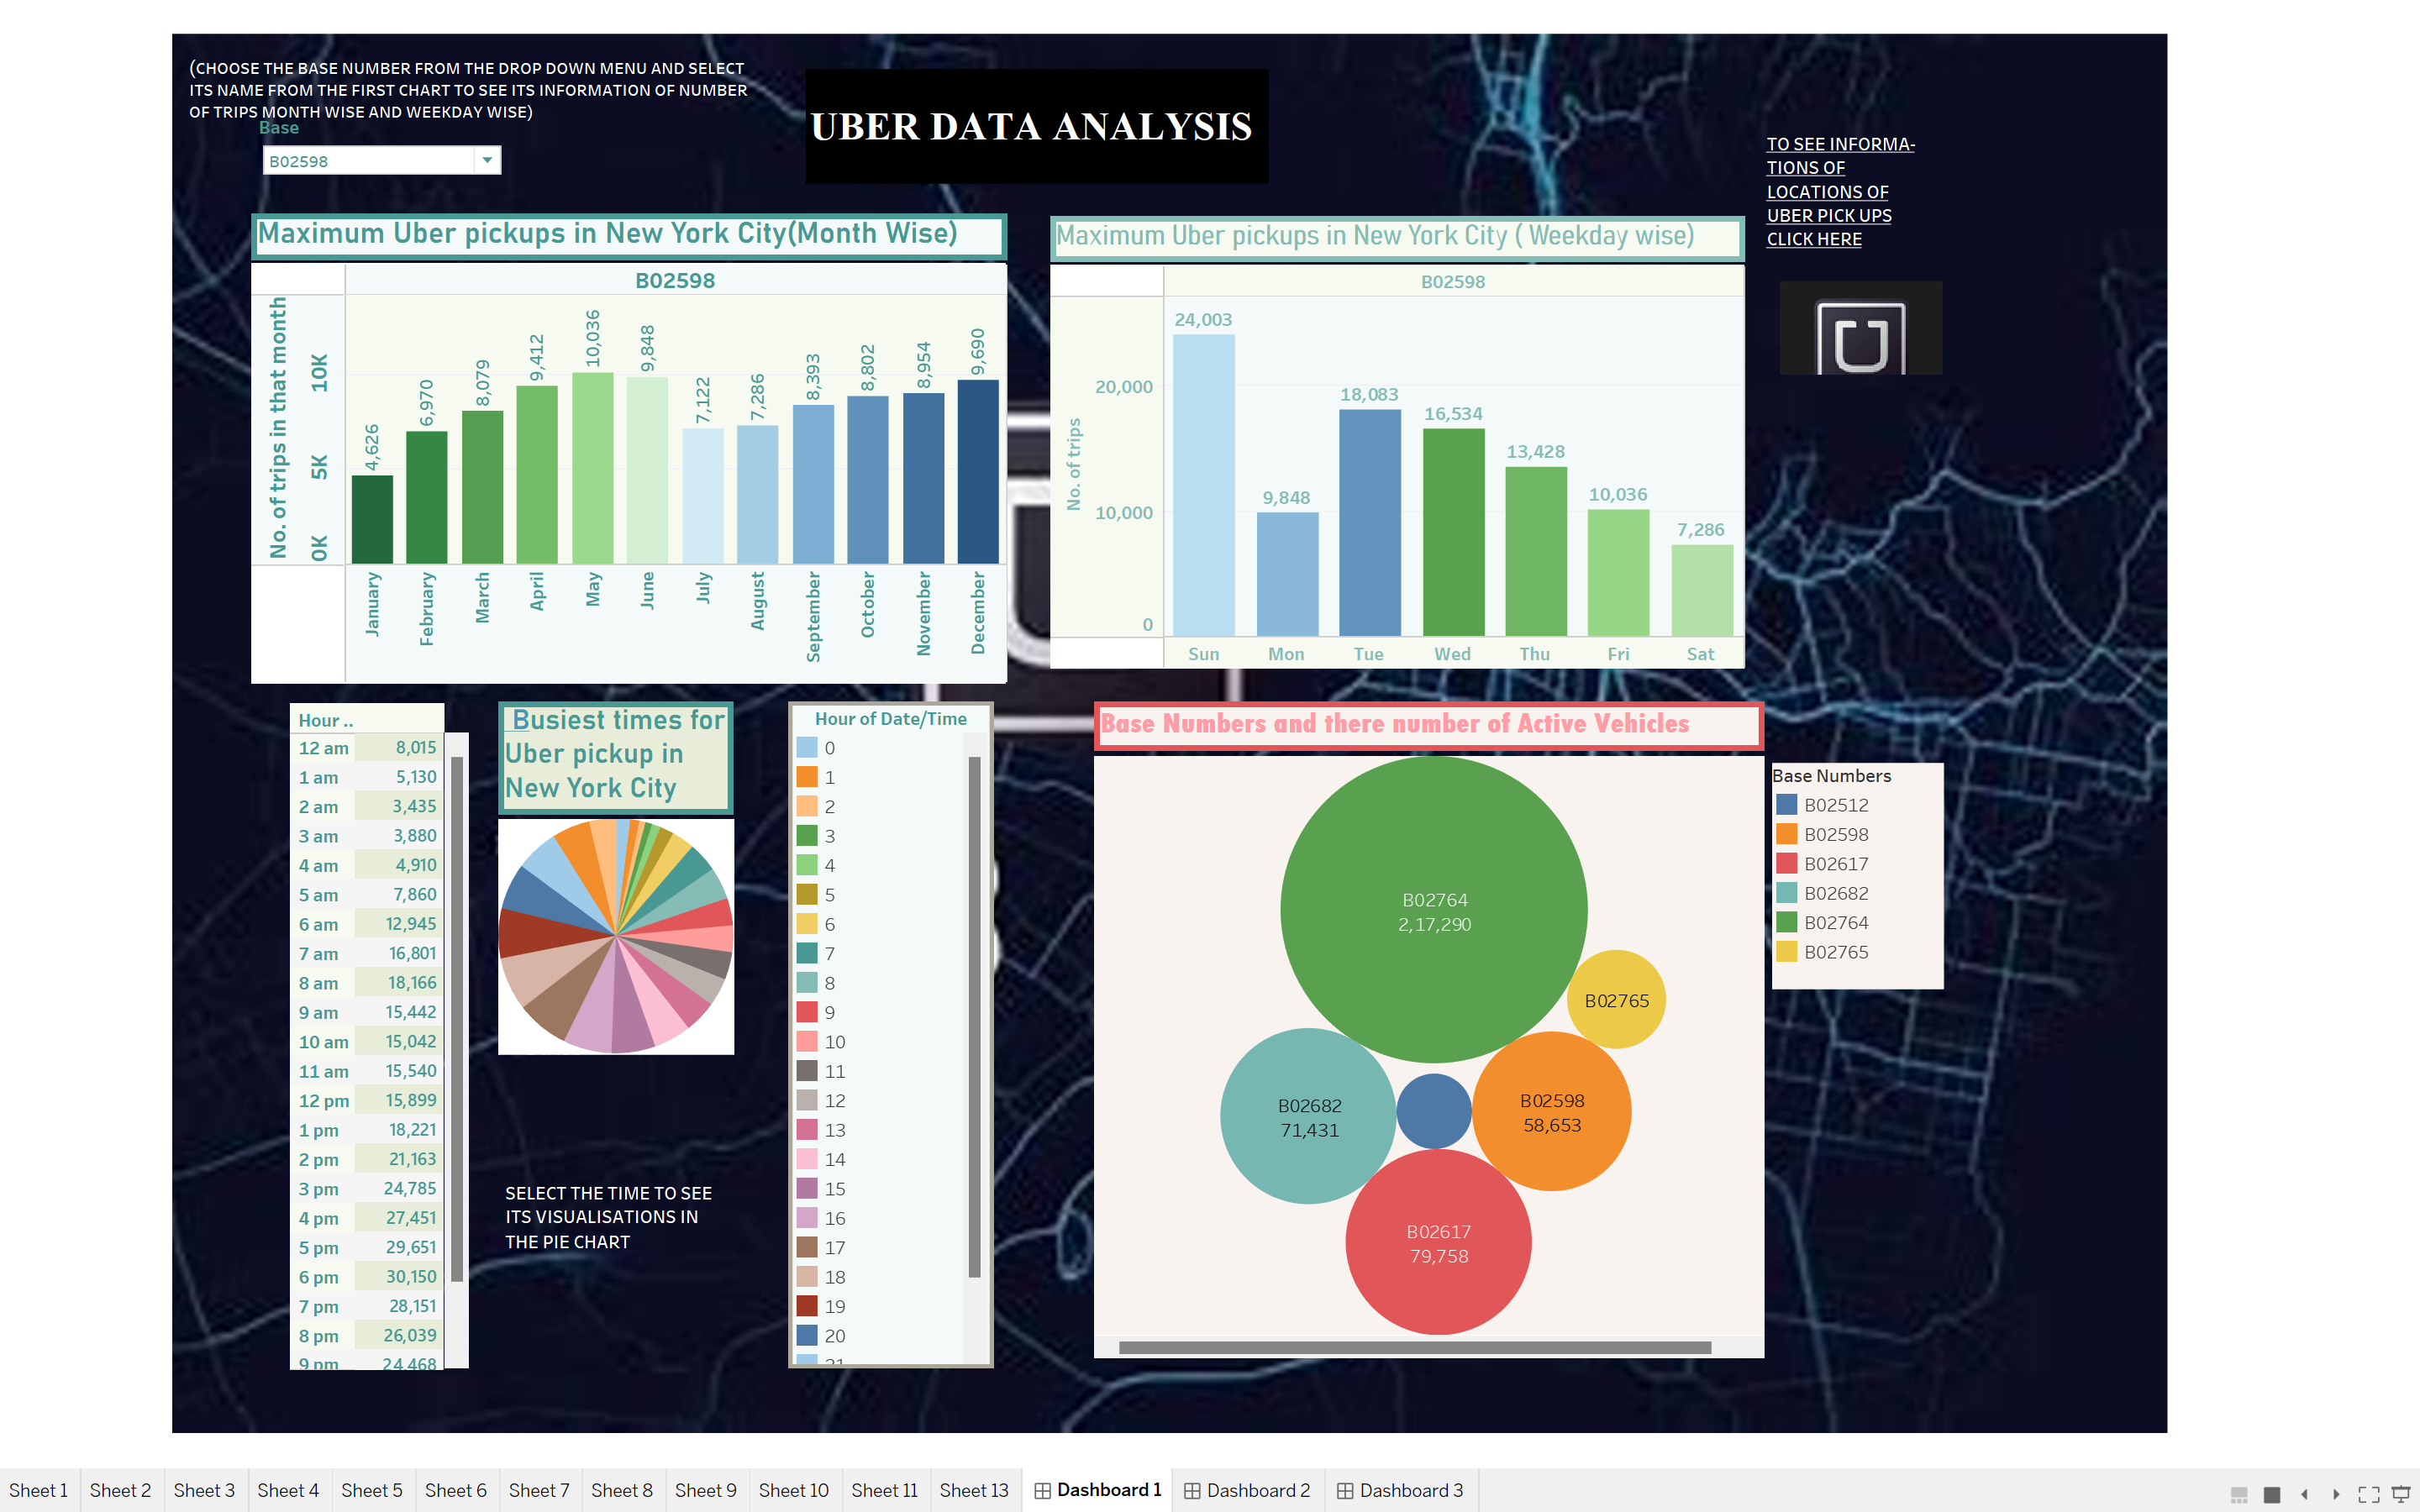 (CHOOSE THE BASE NUMBER FROM THE DROP DOWN MENU AND SELECT
ITS NAME FROM THE FIRST CHART TO SEE ITS INFORMATION OF NUMBER
OF TRIPS MONTH WISE AND WEEKDAY WISE)
Base
B02598
UBER DATA ANALYSIS
TO SEE INFORMA-
TIONS OF
LOCATIONS OF
UBER PICK UPS
CLICK HERE
Maximum Uber pickups in New York City(Month Wise)
B02598
No. of trips in that month
10K
5K
0K
4,626
6,970
8,079
9,412
10,036
9,848
7,122
7,286
8,393
8,802
8,954
9,690
January
February
March
April
May
June
July
August
September
October
November
December
Maximum Uber pickups in New York City ( Weekday wise)
B02598
No. of trips
20,000
10,000
0
24,003
9,848
18,083
16,534
13,428
10,036
7,286
Sun
Mon
Tue
Wed
Thu
Fri
Sat
Hour ..
12 am 8,015
1 am 5,130
2 am 3,435
3 am 3,880
4 am 4,910
5 am 7,860
6 am 12,945
7 am 16,801
8 am 18,166
9 am 15,442
10 am 15,042
11 am 15,540
12 pm 15,899
1 pm 18,221
2 pm 21,163
3 pm 24,785
4 pm 27,451
5 pm 29,651
6 pm 30,150
7 pm 28,151
8 pm 26,039
9 pm 24,468
Busiest times for
Uber pickup in
New York City
SELECT THE TIME TO SEE
ITS VISUALISATIONS IN
THE PIE CHART
Hour of Date/Time
0
1
2
3
4
5
6
7
8
9
10
11
12
13
14
15
16
17
18
19
20
21
Base Numbers and there number of Active Vehicles
B02764
2,17,290
B02765
B02682
71,431
B02598
58,653
B02617
79,758
Base Numbers
B02512
B02598
B02617
B02682
B02764
B02765
Sheet 1
Sheet 2
Sheet 3
Sheet 4
Sheet 5
Sheet 6
Sheet 7
Sheet 8
Sheet 9
Sheet 10
Sheet 11
Sheet 13
Dashboard 1
Dashboard 2
Dashboard 3